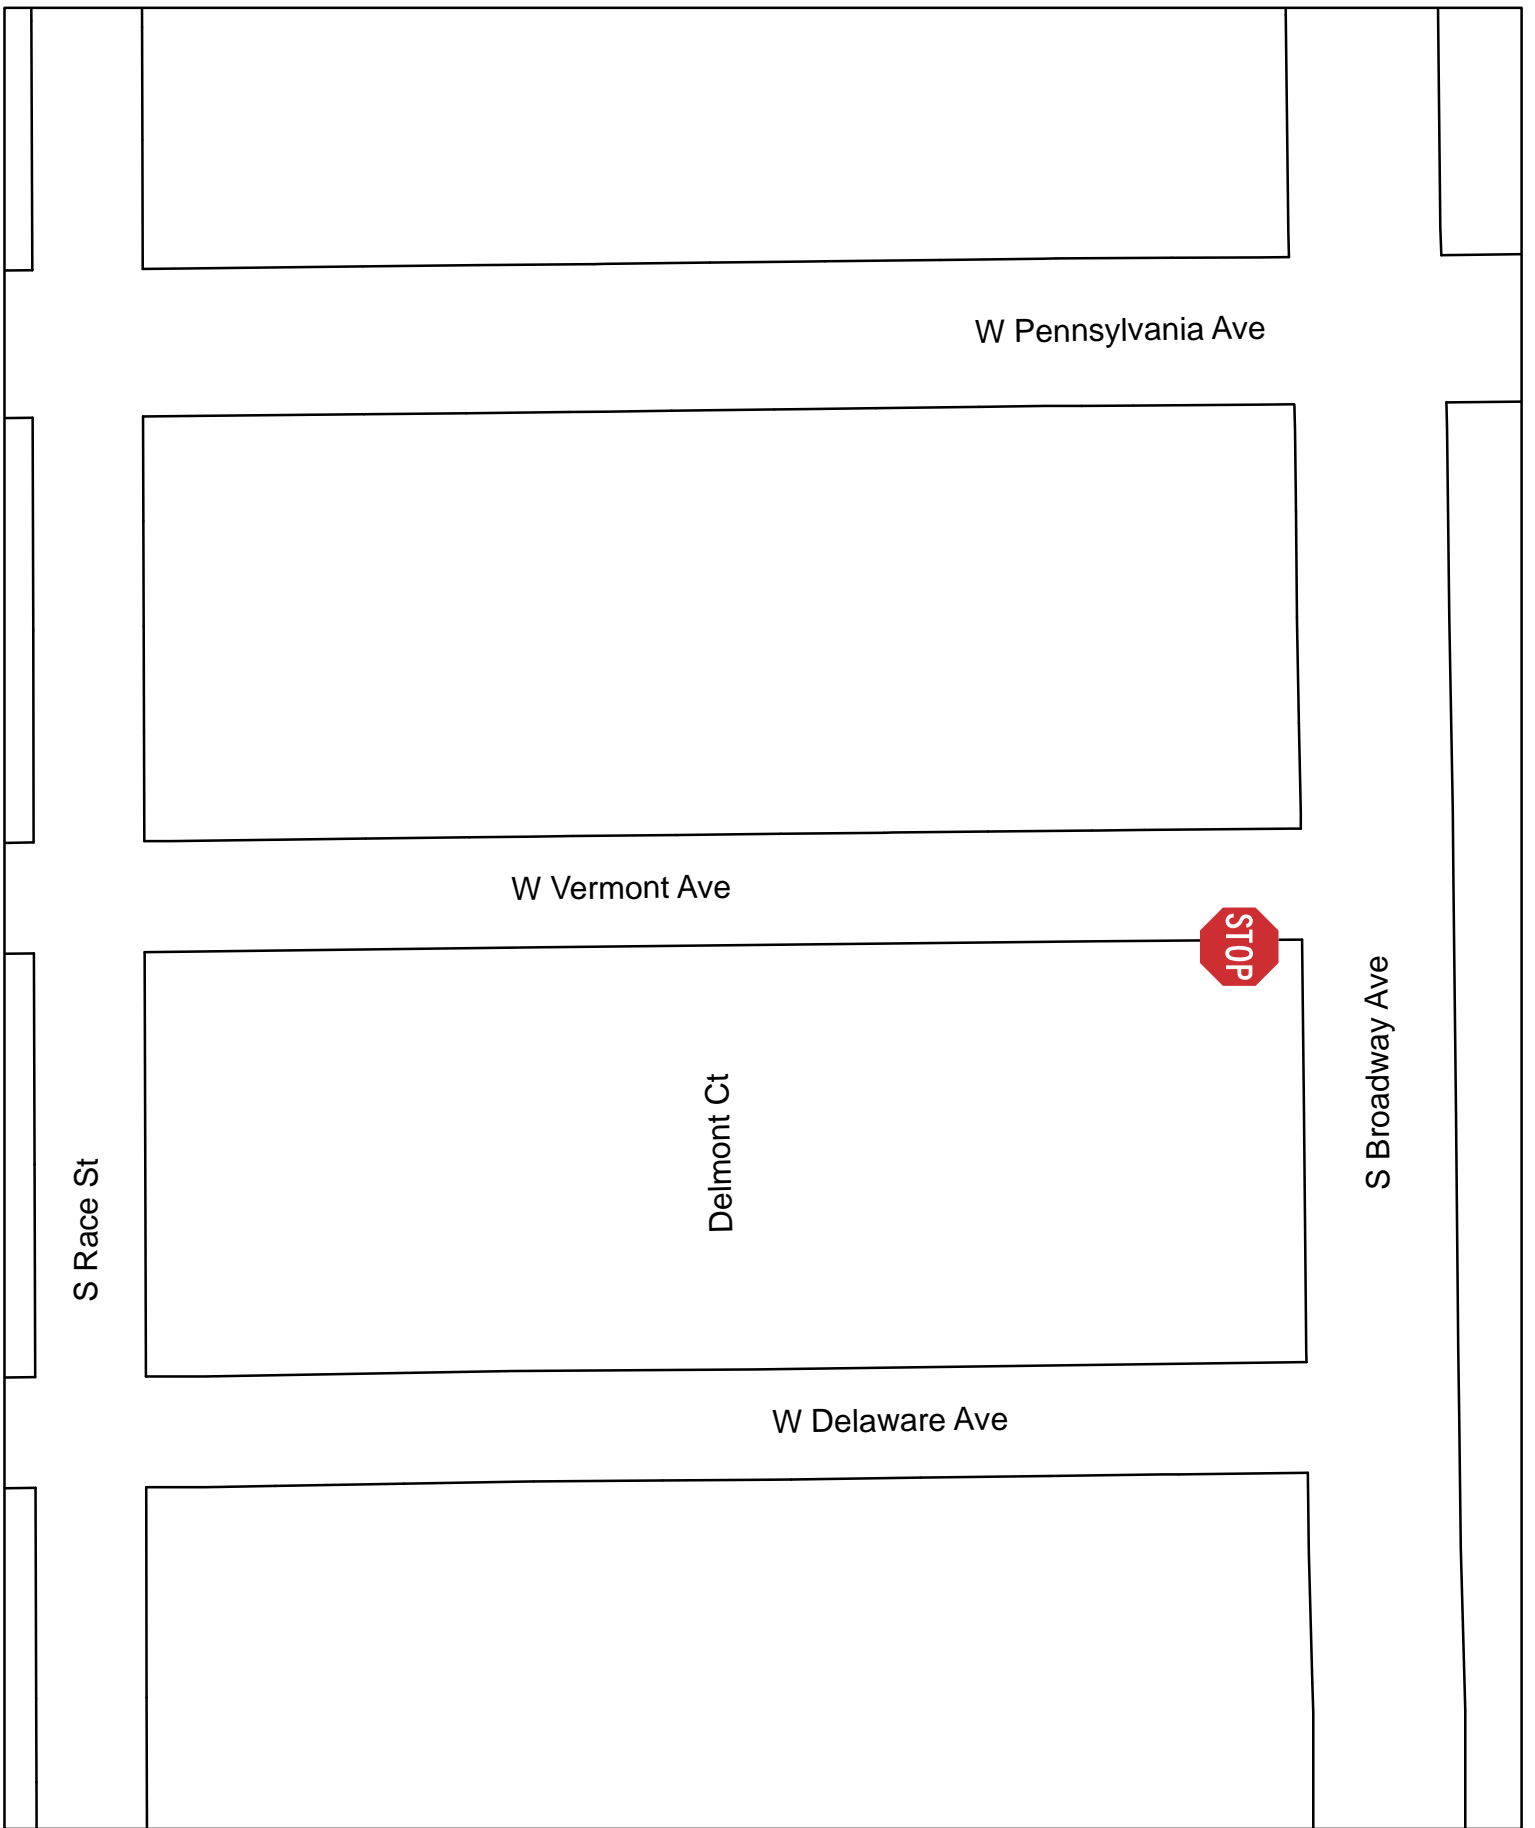 W Pennsylvania Ave
W Vermont Ave
STOP
S Broadway Ave
Delmont Ct
S Race St
W Delaware Ave